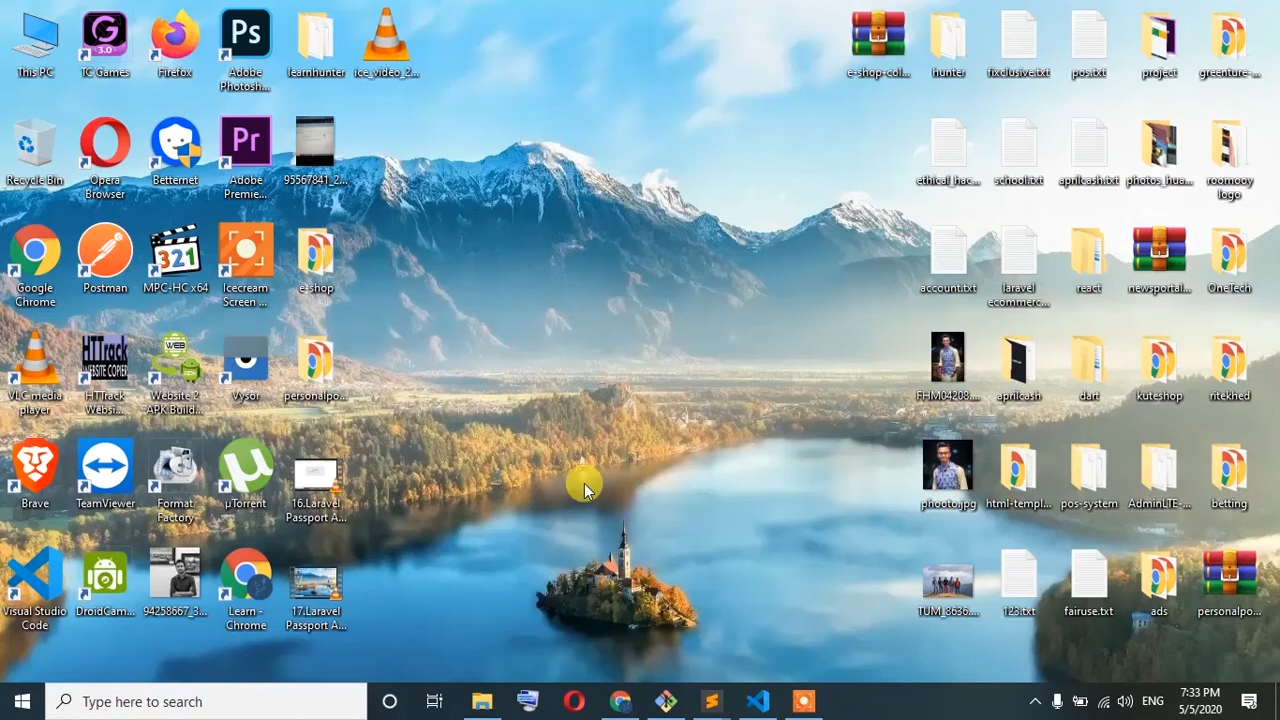 This PC
TC Games
Firefox
Adobe
Photosh...
learnhunter
ice_video_2...
e-shop-col...
hunter
fixclusive.txt
pos.txt
project
greenture-...
Recycle Bin
Opera
Browser
Betternet
Adobe
Premie...
95567841_2...
ethical_hac...
school.txt
aprilcash.txt
photos_hua...
roomooy
logo
Google
Chrome
Postman
MPC-HC x64
Icecream
Screen ...
e-shop
account.txt
laravel
ecommerc...
react
newsportal...
OneTech
VLC media
player
HTTrack
Websi...
Website 2
APK Build...
Vysor
personalpo...
FHM04208....
aprilcash
dart
kuteshop
ritekhed
Brave
TeamViewer
Format
Factory
µTorrent
16.Laravel
Passport A...
phooto.jpg
html-templ...
pos-system
AdminLTE-...
betting
Visual Studio
Code
DroidCam...
94258667_3...
Learn -
Chrome
17.Laravel
Passport A...
TUM_8636....
123.txt
fairuse.txt
ads
personalpo...
Type here to search
ENG
7:33 PM
5/5/2020